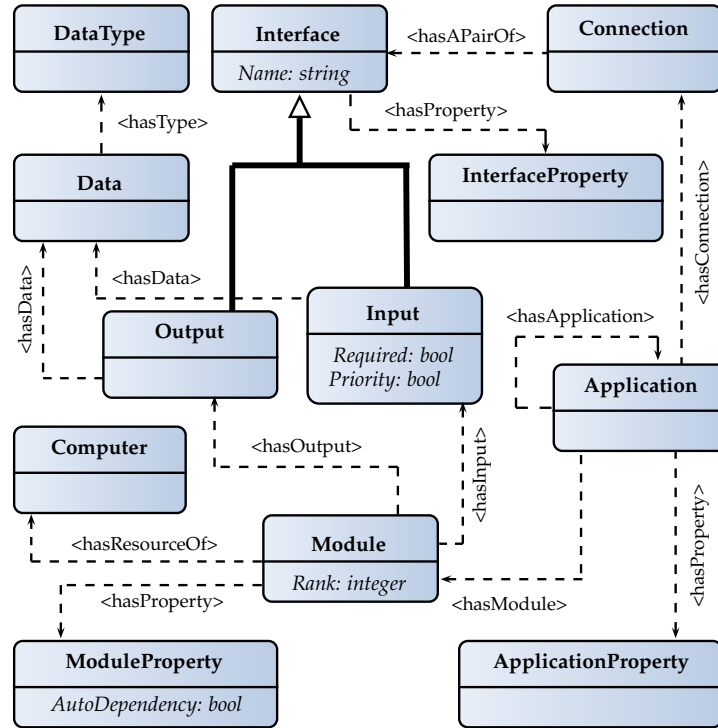 DataType
Interface
Name: string
Connection
<hasAPairOf>
<hasType>
<hasProperty>
Data
InterfaceProperty
<hasConnection>
<hasData>
<hasData>
Output
Input
Required: bool
Priority: bool
<hasApplication>
Application
Computer
<hasOutput>
<hasInput>
<hasResourceOf>
Module
Rank: integer
<hasProperty>
<hasProperty>
<hasModule>
ModuleProperty
AutoDependency: bool
ApplicationProperty